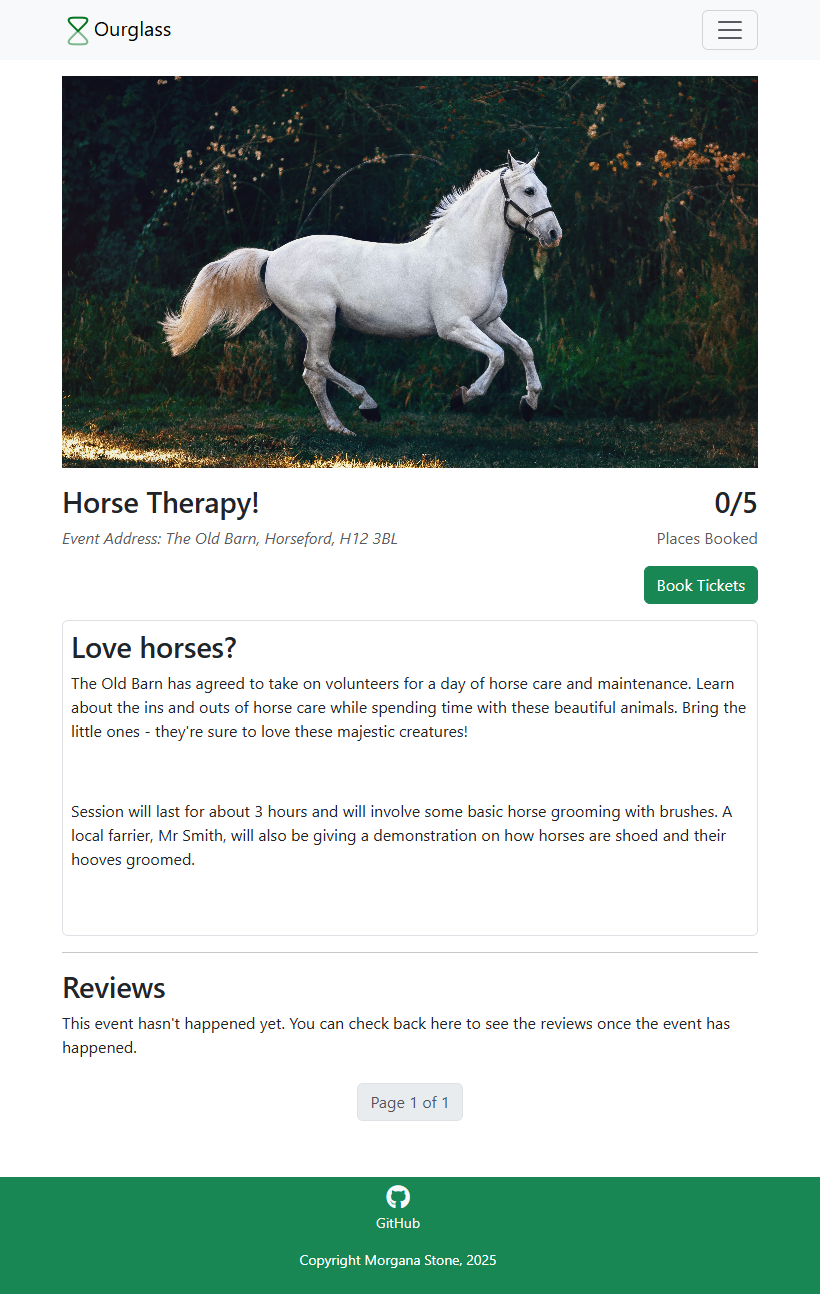 Ourglass
Horse Therapy!
0/5
Event Address: The Old Barn, Horseford, H12 3BL
Places Booked
Book Tickets
Love horses?
The Old Barn has agreed to take on volunteers for a day of horse care and maintenance. Learn
about the ins and outs of horse care while spending time with these beautiful animals. Bring the
little ones - they're sure to love these majestic creatures!
Session will last for about 3 hours and will involve some basic horse grooming with brushes. A
local farrier, Mr Smith, will also be giving a demonstration on how horses are shoed and their
hooves groomed.
Reviews
This event hasn't happened yet. You can check back here to see the reviews once the event has
happened.
Page 1 of 1
GitHub
Copyright Morgana Stone, 2025